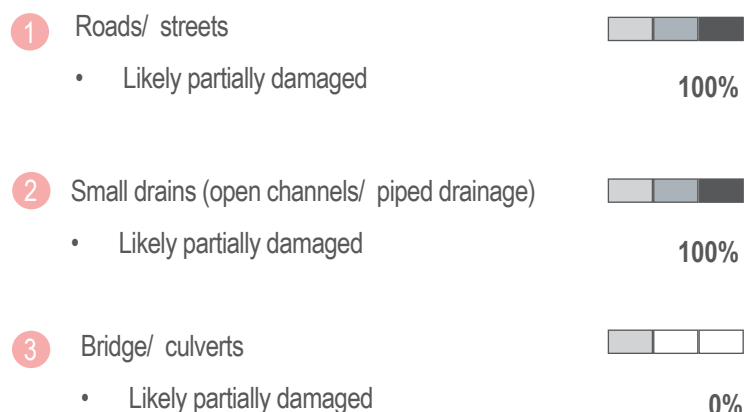 1 Roads/ streets
• Likely partially damaged 100%
2 Small drains (open channels/ piped drainage)
• Likely partially damaged 100%
3 Bridge/ culverts
• Likely partially damaged 0%